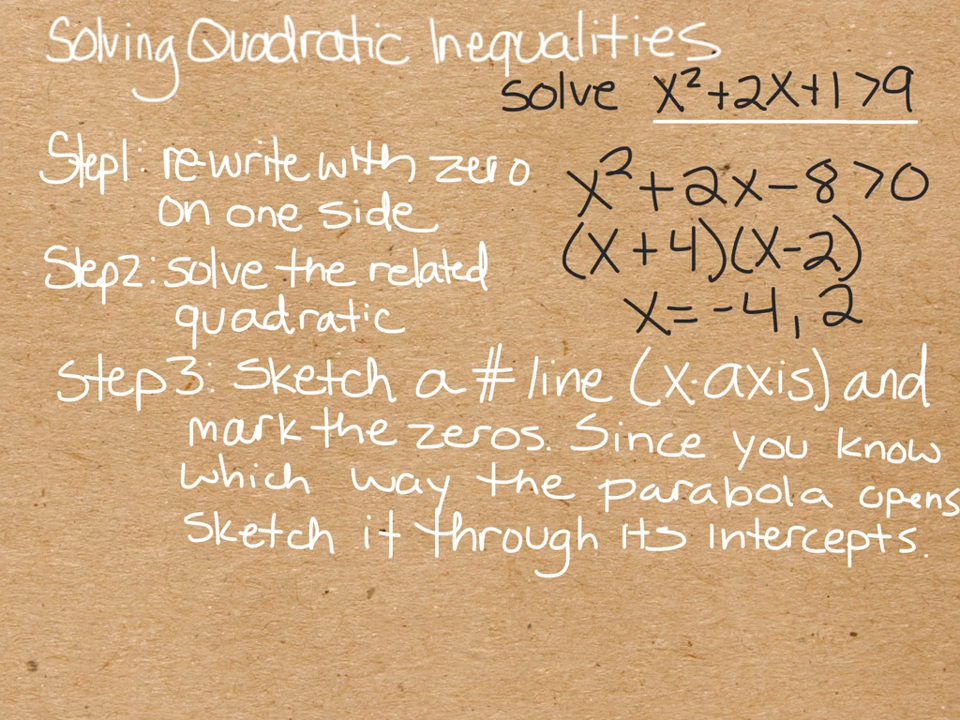 Solving Quadratic Inequalities
solve x²+2x+1>9
Step1: re-write with zero
on one side
x²+2x-8>0
(x+4)(x-2)
Step2: solve the related
quadratic
x=-4,2
Step3: Sketch a # line (x-axis) and
mark the zeros. Since you know
which way the parabola opens
sketch it through its intercepts.